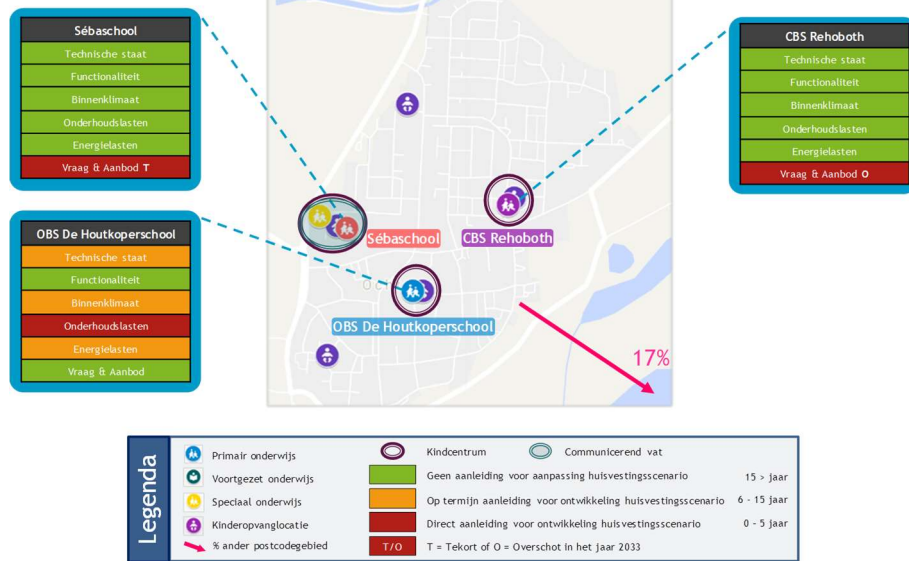 Sébaschool
Technische staat
Functionaliteit
Binnenklimaat
Onderhoudslasten
Energielasten
Vraag & Aanbod T
OBS De Houtkoperschool
Technische staat
Functionaliteit
Binnenklimaat
Onderhoudslasten
Energielasten
Vraag & Aanbod
CBS Rehoboth
Technische staat
Functionaliteit
Binnenklimaat
Onderhoudslasten
Energielasten
Vraag & Aanbod O
Sébaschool
CBS Rehoboth
OBS De Houtkoperschool
17%
Legenda
Primair onderwijs
Voortgezet onderwijs
Speciaal onderwijs
Kinderopvanglocatie
% ander postcodegebied
Kindcentrum
Communicerend vat
Geen aanleiding voor aanpassing huisvestingsscenario 15 > jaar
Op termijn aanleiding voor ontwikkeling huisvestingsscenario 6 - 15 jaar
Direct aanleiding voor ontwikkeling huisvestingsscenario 0 - 5 jaar
T/O T = Tekort of O = Overschot in het jaar 2033